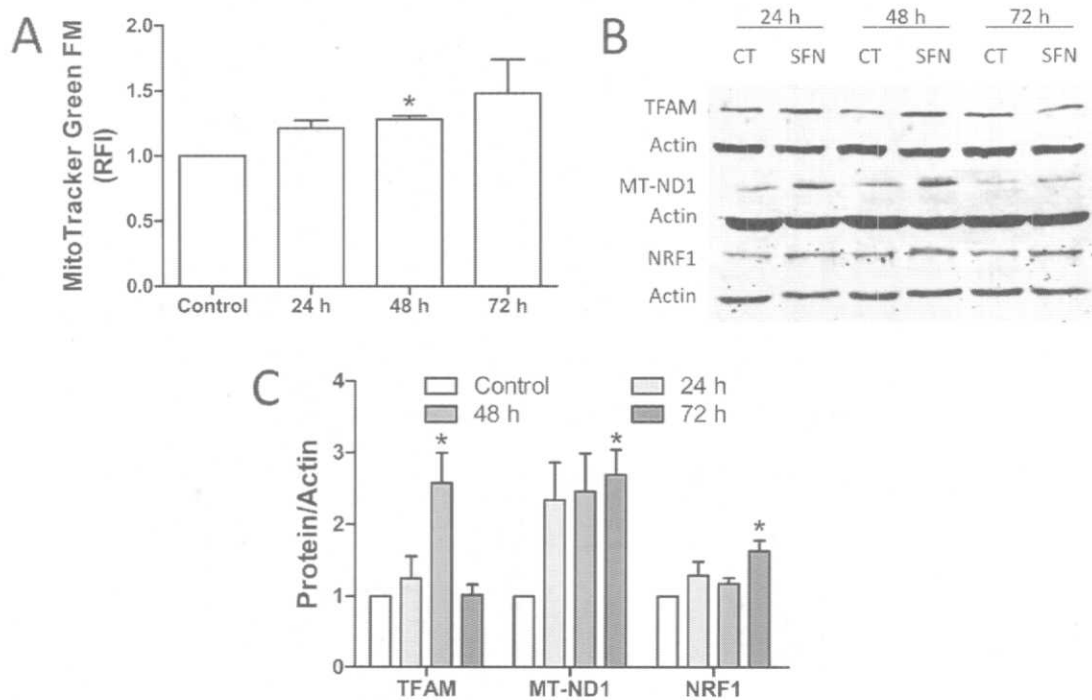 A
MitoTracker Green FM
(RFI)
2.0
1.5
1.0
0.5
0.0
*
Control 24 h 48 h 72 h
B
24 h 48 h 72 h
CT SFN CT SFN CT SFN
TFAM
Actin
MT-ND1
Actin
NRF1
Actin
C
Protein/Actin
4
3
2
1
0
Control 24 h
48 h 72 h
* * *
TFAM MT-ND1 NRF1